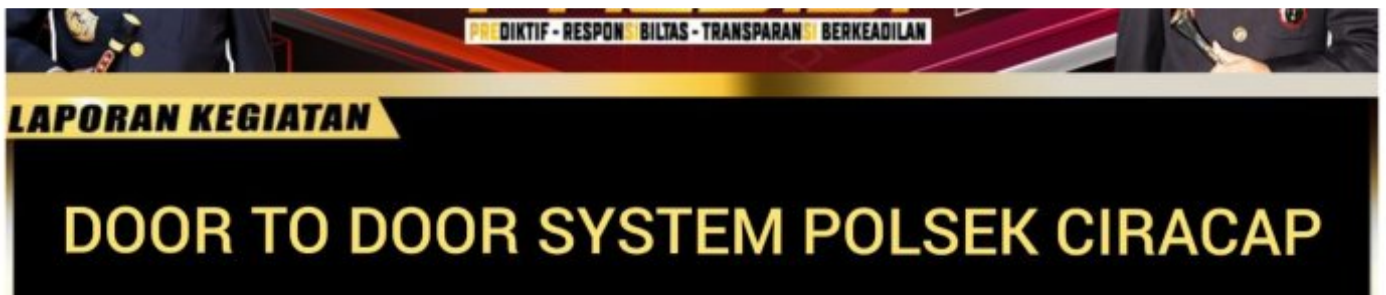 PREDIKTIF - RESPONSIBILTAS - TRANSPARANSI BERKEADILAN
LAPORAN KEGIATAN
DOOR TO DOOR SYSTEM POLSEK CIRACAP